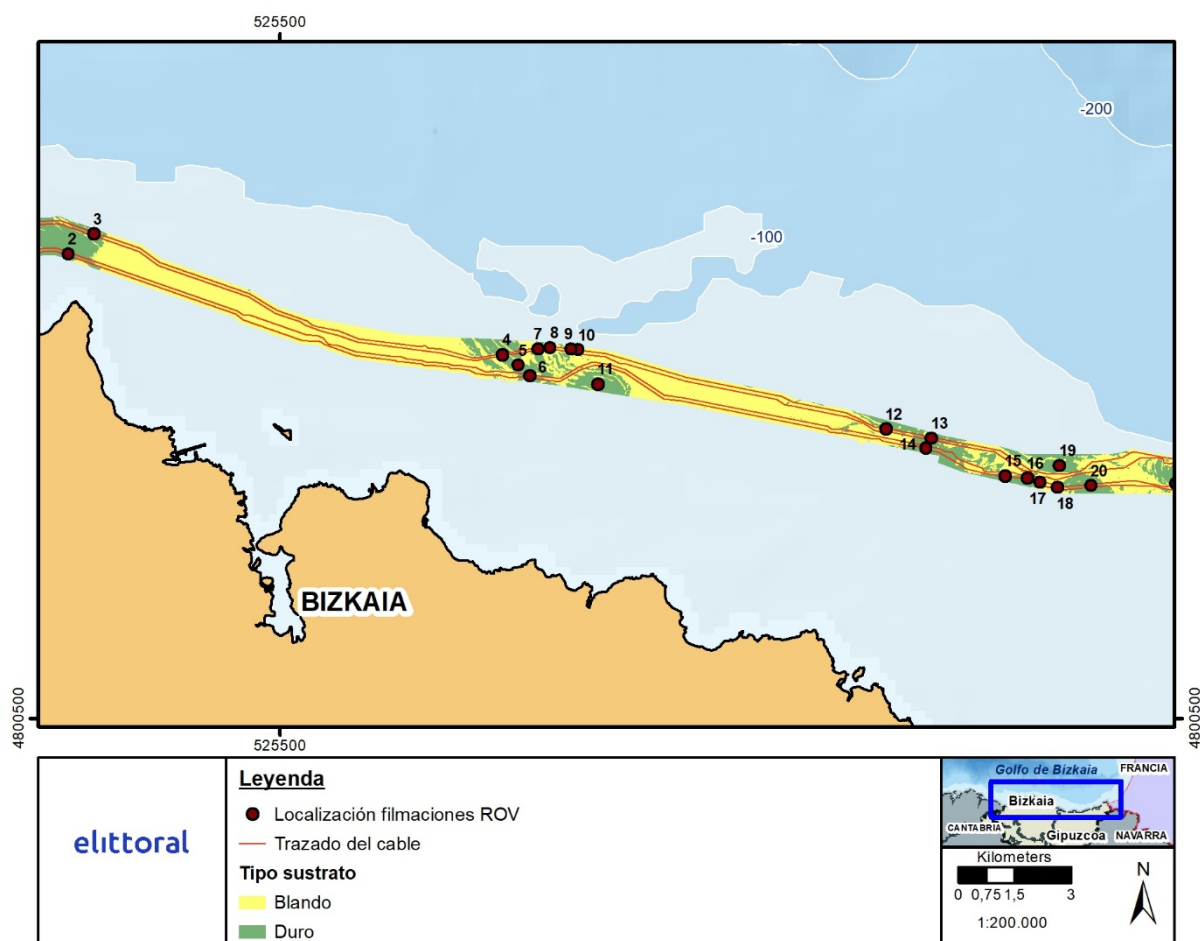 525500
-200
-100
3
2
4
7
8
9
10
5
6
11
12
13
14
15
16
19
20
17
18
BIZKAIA
4800500
4800500
525500
elittoral
Leyenda
Localización filmaciones ROV
Trazado del cable
Tipo sustrato
Blando
Duro
Golfo de Bizkaia
FRANCIA
Bizkaia
CANTABRIA
Gipuzcoa
NAVARRA
Kilometers
0 0,75 1,5 3
1:200.000
N